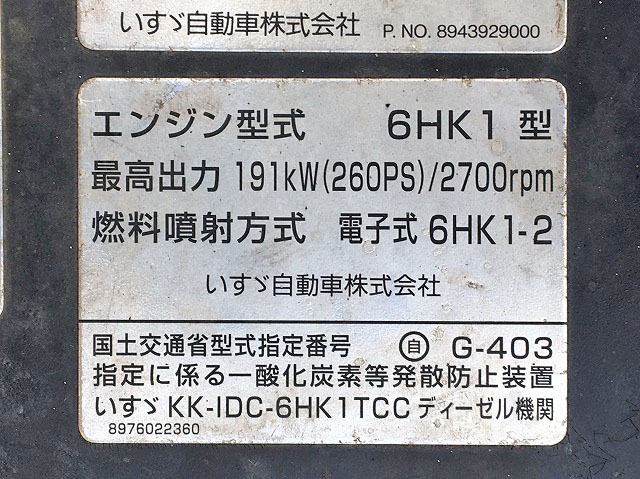 いすゞ自動車株式会社 P. NO. 8943929000
エンジン型式 6HK1 型
最高出力 191kW(260PS)/2700rpm
燃料噴射方式 電子式 6HK1-2
いすゞ自動車株式会社
国土交通省型式指定番号 ㊀自 G-403
指定に係る一酸化炭素等発散防止装置
いすゞ KK-IDC-6HK1TCC ディーゼル機関
8976022360